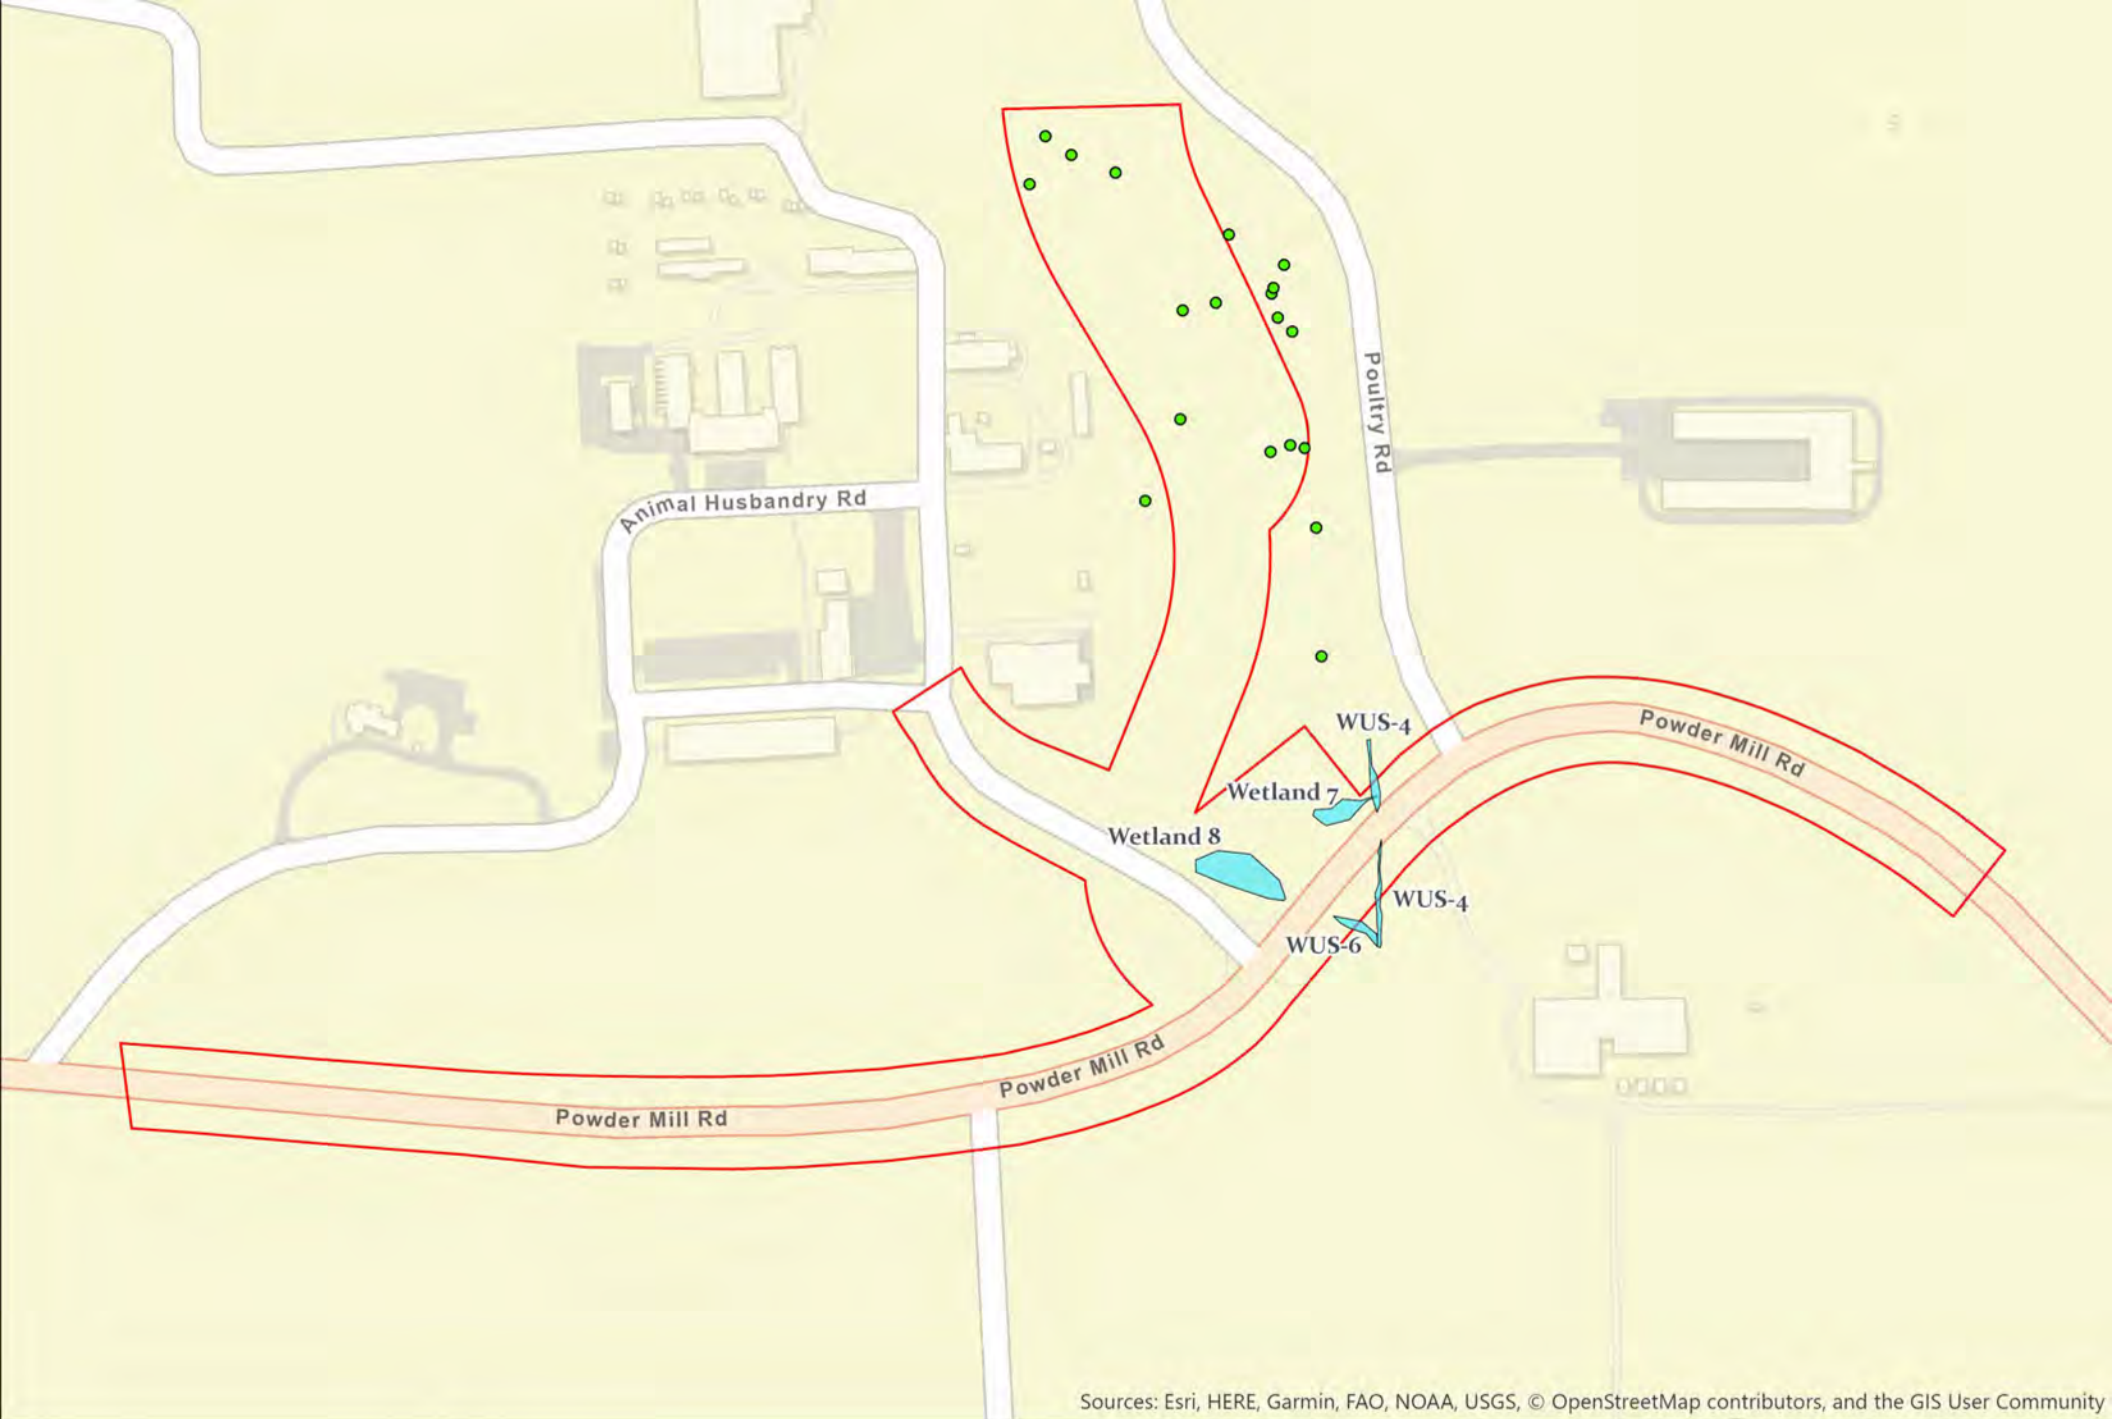 Poultry Rd
Animal Husbandry Rd
WUS-4
Powder Mill Rd
Wetland 7
Wetland 8
WUS-4
WUS-6
Powder Mill Rd
Powder Mill Rd
Sources: Esri, HERE, Garmin, FAO, NOAA, USGS, © OpenStreetMap contributors, and the GIS User Community